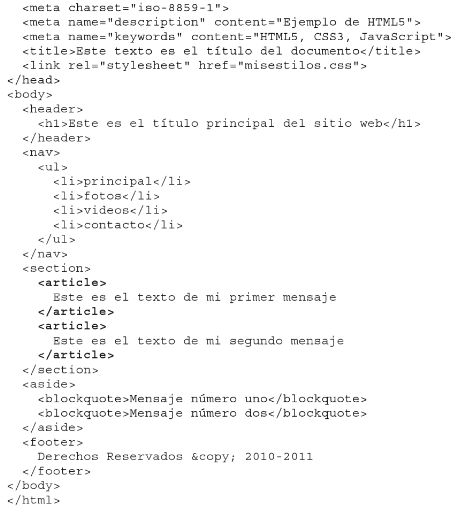 <meta charset="iso-8859-1">
<meta name="description" content="Ejemplo de HTML5">
<meta name="keywords" content="HTML5, CSS3, JavaScript">
<title>Este texto es el título del documento</title>
<link rel="stylesheet" href="misestilos.css">
</head>
<body>
<header>
<h1>Este es el título principal del sitio web</h1>
</header>
<nav>
<ul>
<li>principal</li>
<li>fotos</li>
<li>videos</li>
<li>contacto</li>
</ul>
</nav>
<section>
<article>
Este es el texto de mi primer mensaje
</article>
<article>
Este es el texto de mi segundo mensaje
</article>
</section>
<aside>
<blockquote>Mensaje número uno</blockquote>
<blockquote>Mensaje número dos</blockquote>
</aside>
<footer>
Derechos Reservados &copy; 2010-2011
</footer>
</body>
</html>